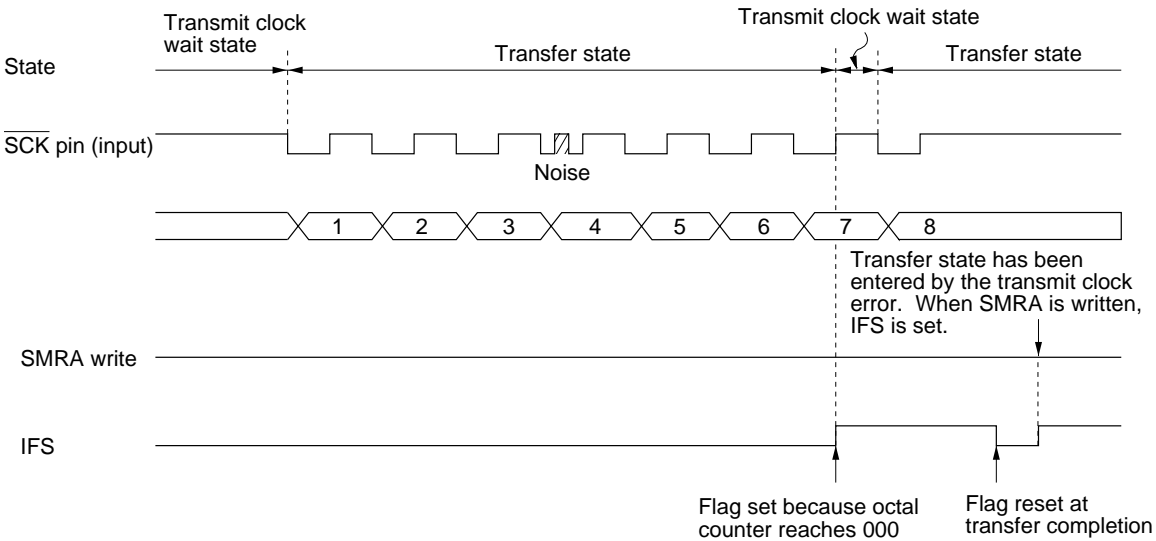 Transmit clock wait state
Transmit clock
wait state
State
Transfer state
Transfer state
SCK pin (input)
Noise
1 2 3 4 5 6 7 8
Transfer state has been
entered by the transmit clock
error. When SMRA is written,
IFS is set.
SMRA write
IFS
Flag set because octal
counter reaches 000
Flag reset at
transfer completion